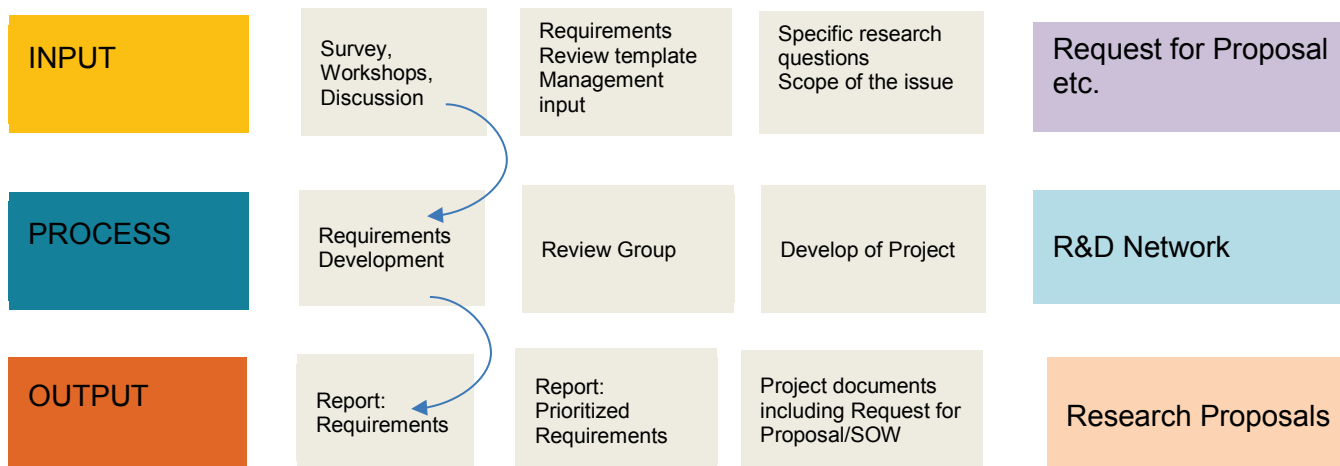 INPUT
Survey,
Workshops,
Discussion
Requirements
Review template
Management
input
Specific research
questions
Scope of the issue
Request for Proposal
etc.
PROCESS
Requirements
Development
Review Group
Develop of Project
R&D Network
OUTPUT
Report:
Requirements
Report:
Prioritized
Requirements
Project documents
including Request for
Proposal/SOW
Research Proposals